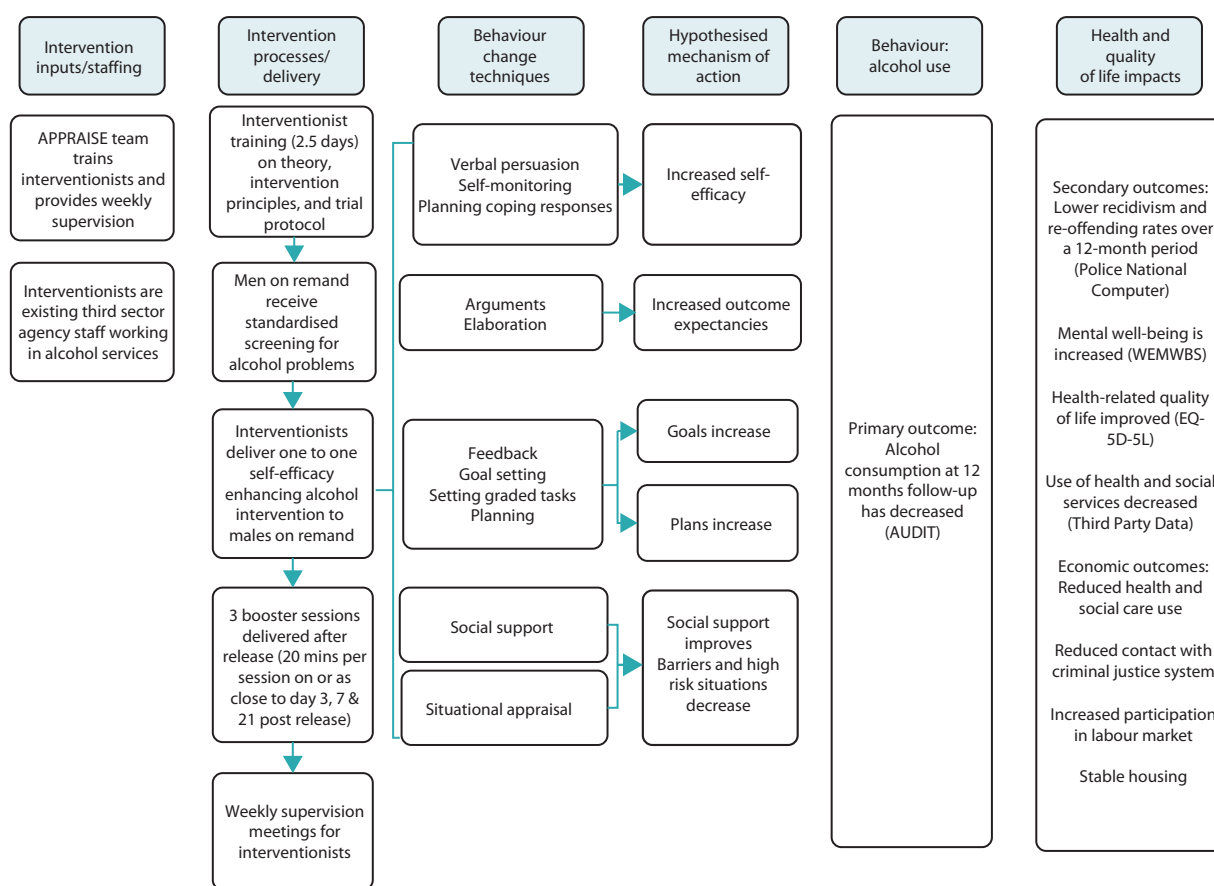 Intervention
inputs/staffing
Intervention
processes/
delivery
Behaviour
change
techniques
Hypothesised
mechanism of
action
Behaviour:
alcohol use
Health and
quality
of life impacts
APPRAISE team
trains
interventionists and
provides weekly
supervision
Interventionists are
existing third sector
agency staff working
in alcohol services
Interventionist
training (2.5 days)
on theory,
intervention
principles, and trial
protocol
Men on remand
receive
standardised
screening for
alcohol problems
Interventionists
deliver one to one
self-efficacy
enhancing alcohol
intervention to
males on remand
3 booster sessions
delivered after
release (20 mins per
session on or as
close to day 3, 7 &
21 post release)
Weekly supervision
meetings for
interventionists
Verbal persuasion
Self-monitoring
Planning coping responses
Arguments
Elaboration
Feedback
Goal setting
Setting graded tasks
Planning
Social support
Situational appraisal
Increased self-
efficacy
Increased outcome
expectancies
Goals increase
Plans increase
Social support
improves
Barriers and high
risk situations
decrease
Primary outcome:
Alcohol
consumption at 12
months follow-up
has decreased
(AUDIT)
Secondary outcomes:
Lower recidivism and
re-offending rates over
a 12-month period
(Police National
Computer)
Mental well-being is
increased (WEMWBS)
Health-related quality
of life improved (EQ-
5D-5L)
Use of health and social
services decreased
(Third Party Data)
Economic outcomes:
Reduced health and
social care use
Reduced contact with
criminal justice system
Increased participation
in labour market
Stable housing